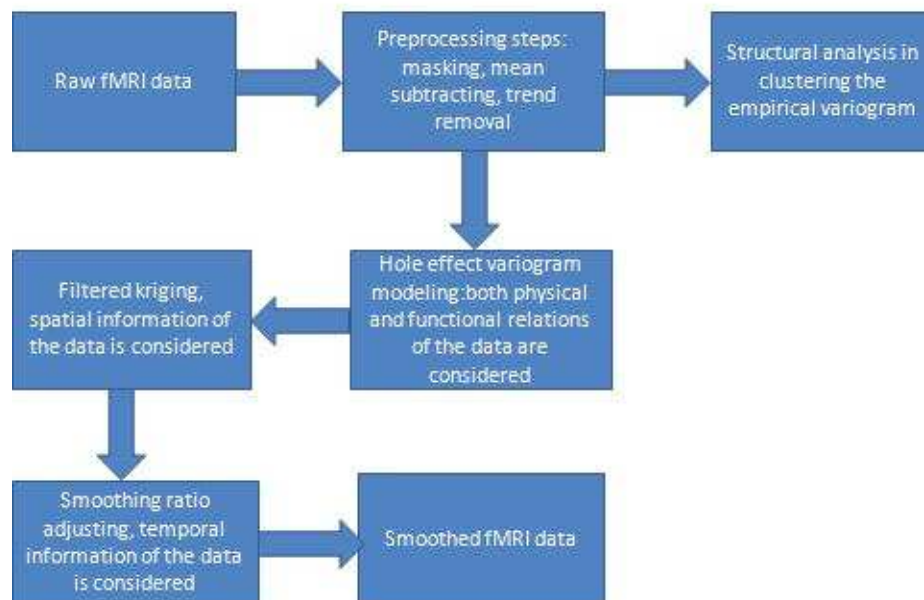 Raw fMRI data
Preprocessing steps:
masking, mean
subtracting, trend
removal
Structural analysis in
clustering the
empirical variogram
Hole effect variogram
modeling:both physical
and functional relations
of the data are
considered
Filtered kriging,
spatial information of
the data is considered
Smoothing ratio
adjusting, temporal
information of the data
is considered
Smoothed fMRI data